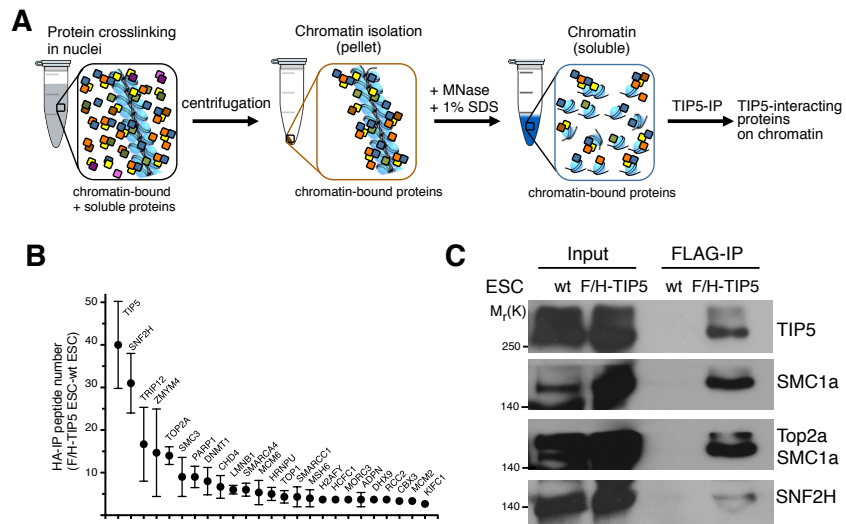 A
Protein crosslinking
in nuclei
Chromatin isolation
(pellet)
Chromatin
(soluble)
centrifugation
+ MNase
+ 1% SDS
TIP5-IP
TIP5-interacting
proteins
on chromatin
chromatin-bound
+ soluble proteins
chromatin-bound proteins
chromatin-bound proteins
B
HA-IP peptide number
(F/H-TIP5 ESC-wt ESC)
50
40
30
20
10
TIP5
SNF2H
TRIP12
ZMYM4
TOP2A
SMC3
PARP1
DNMT1
CHD4
LMNB1
SMARCA4
MCM6
HRNPU
TOP1
SMARCC1
MSH6
H2AFY
HCFC1
MORC3
ADPN
DHX9
RCC2
CBX3
MCM2
KIFC1
C
Input
FLAG-IP
ESC
wt F/H-TIP5
wt F/H-TIP5
Mr(K)
250
TIP5
140
SMC1a
140
Top2a
SMC1a
140
SNF2H